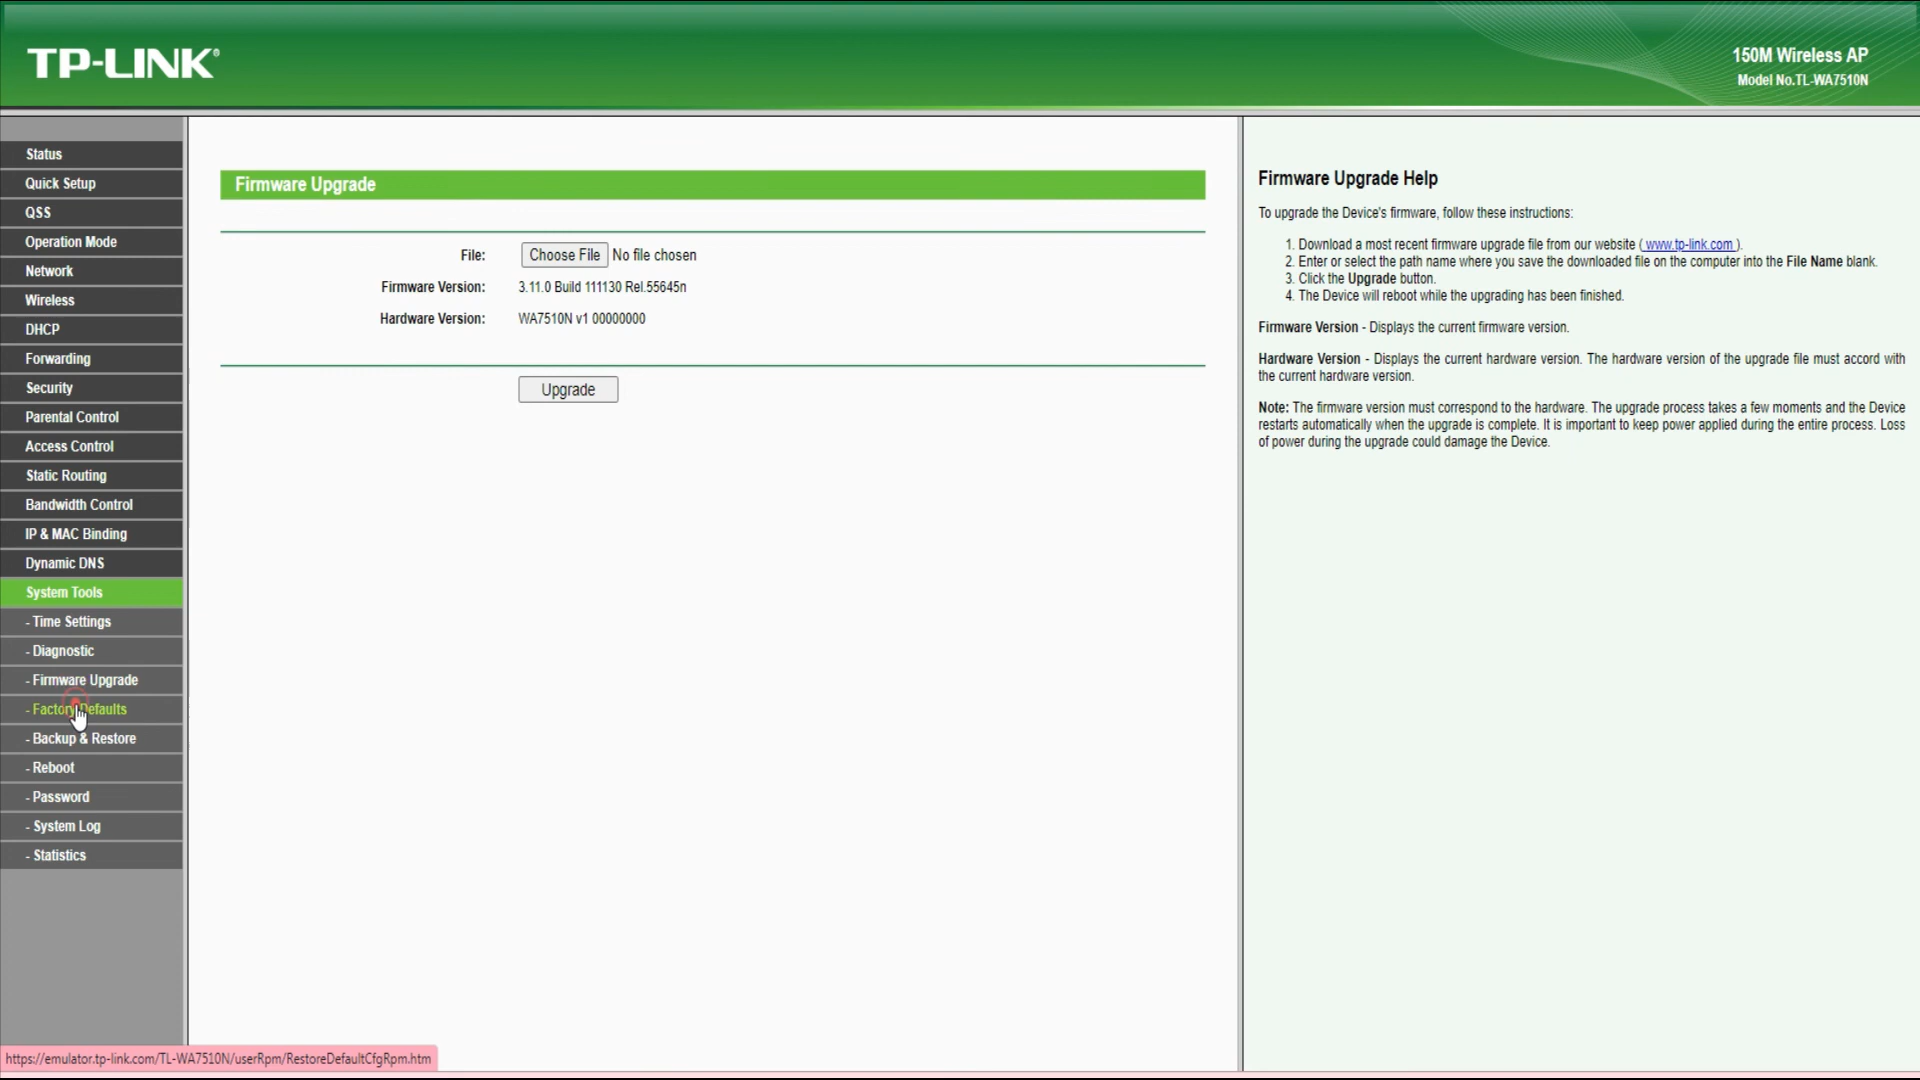 TP-LINK®
150M Wireless AP
Model No.TL-WA7510N
Status
Quick Setup
QSS
Operation Mode
Network
Wireless
DHCP
Forwarding
Security
Parental Control
Access Control
Static Routing
Bandwidth Control
IP & MAC Binding
Dynamic DNS
System Tools
- Time Settings
- Diagnostic
- Firmware Upgrade
- Factory Defaults
- Backup & Restore
- Reboot
- Password
- System Log
- Statistics
Firmware Upgrade
File: Choose File No file chosen
Firmware Version: 3.11.0 Build 111130 Rel.55645n
Hardware Version: WA7510N v1 00000000
Upgrade
Firmware Upgrade Help
To upgrade the Device's firmware, follow these instructions:
1. Download a most recent firmware upgrade file from our website ( www.tp-link.com ).
2. Enter or select the path name where you save the downloaded file on the computer into the File Name blank.
3. Click the Upgrade button.
4. The Device will reboot while the upgrading has been finished.
Firmware Version - Displays the current firmware version.
Hardware Version - Displays the current hardware version. The hardware version of the upgrade file must accord with
the current hardware version.
Note: The firmware version must correspond to the hardware. The upgrade process takes a few moments and the Device
restarts automatically when the upgrade is complete. It is important to keep power applied during the entire process. Loss
of power during the upgrade could damage the Device.
https://emulator.tp-link.com/TL-WA7510N/userRpm/RestoreDefaultCfgRpm.htm